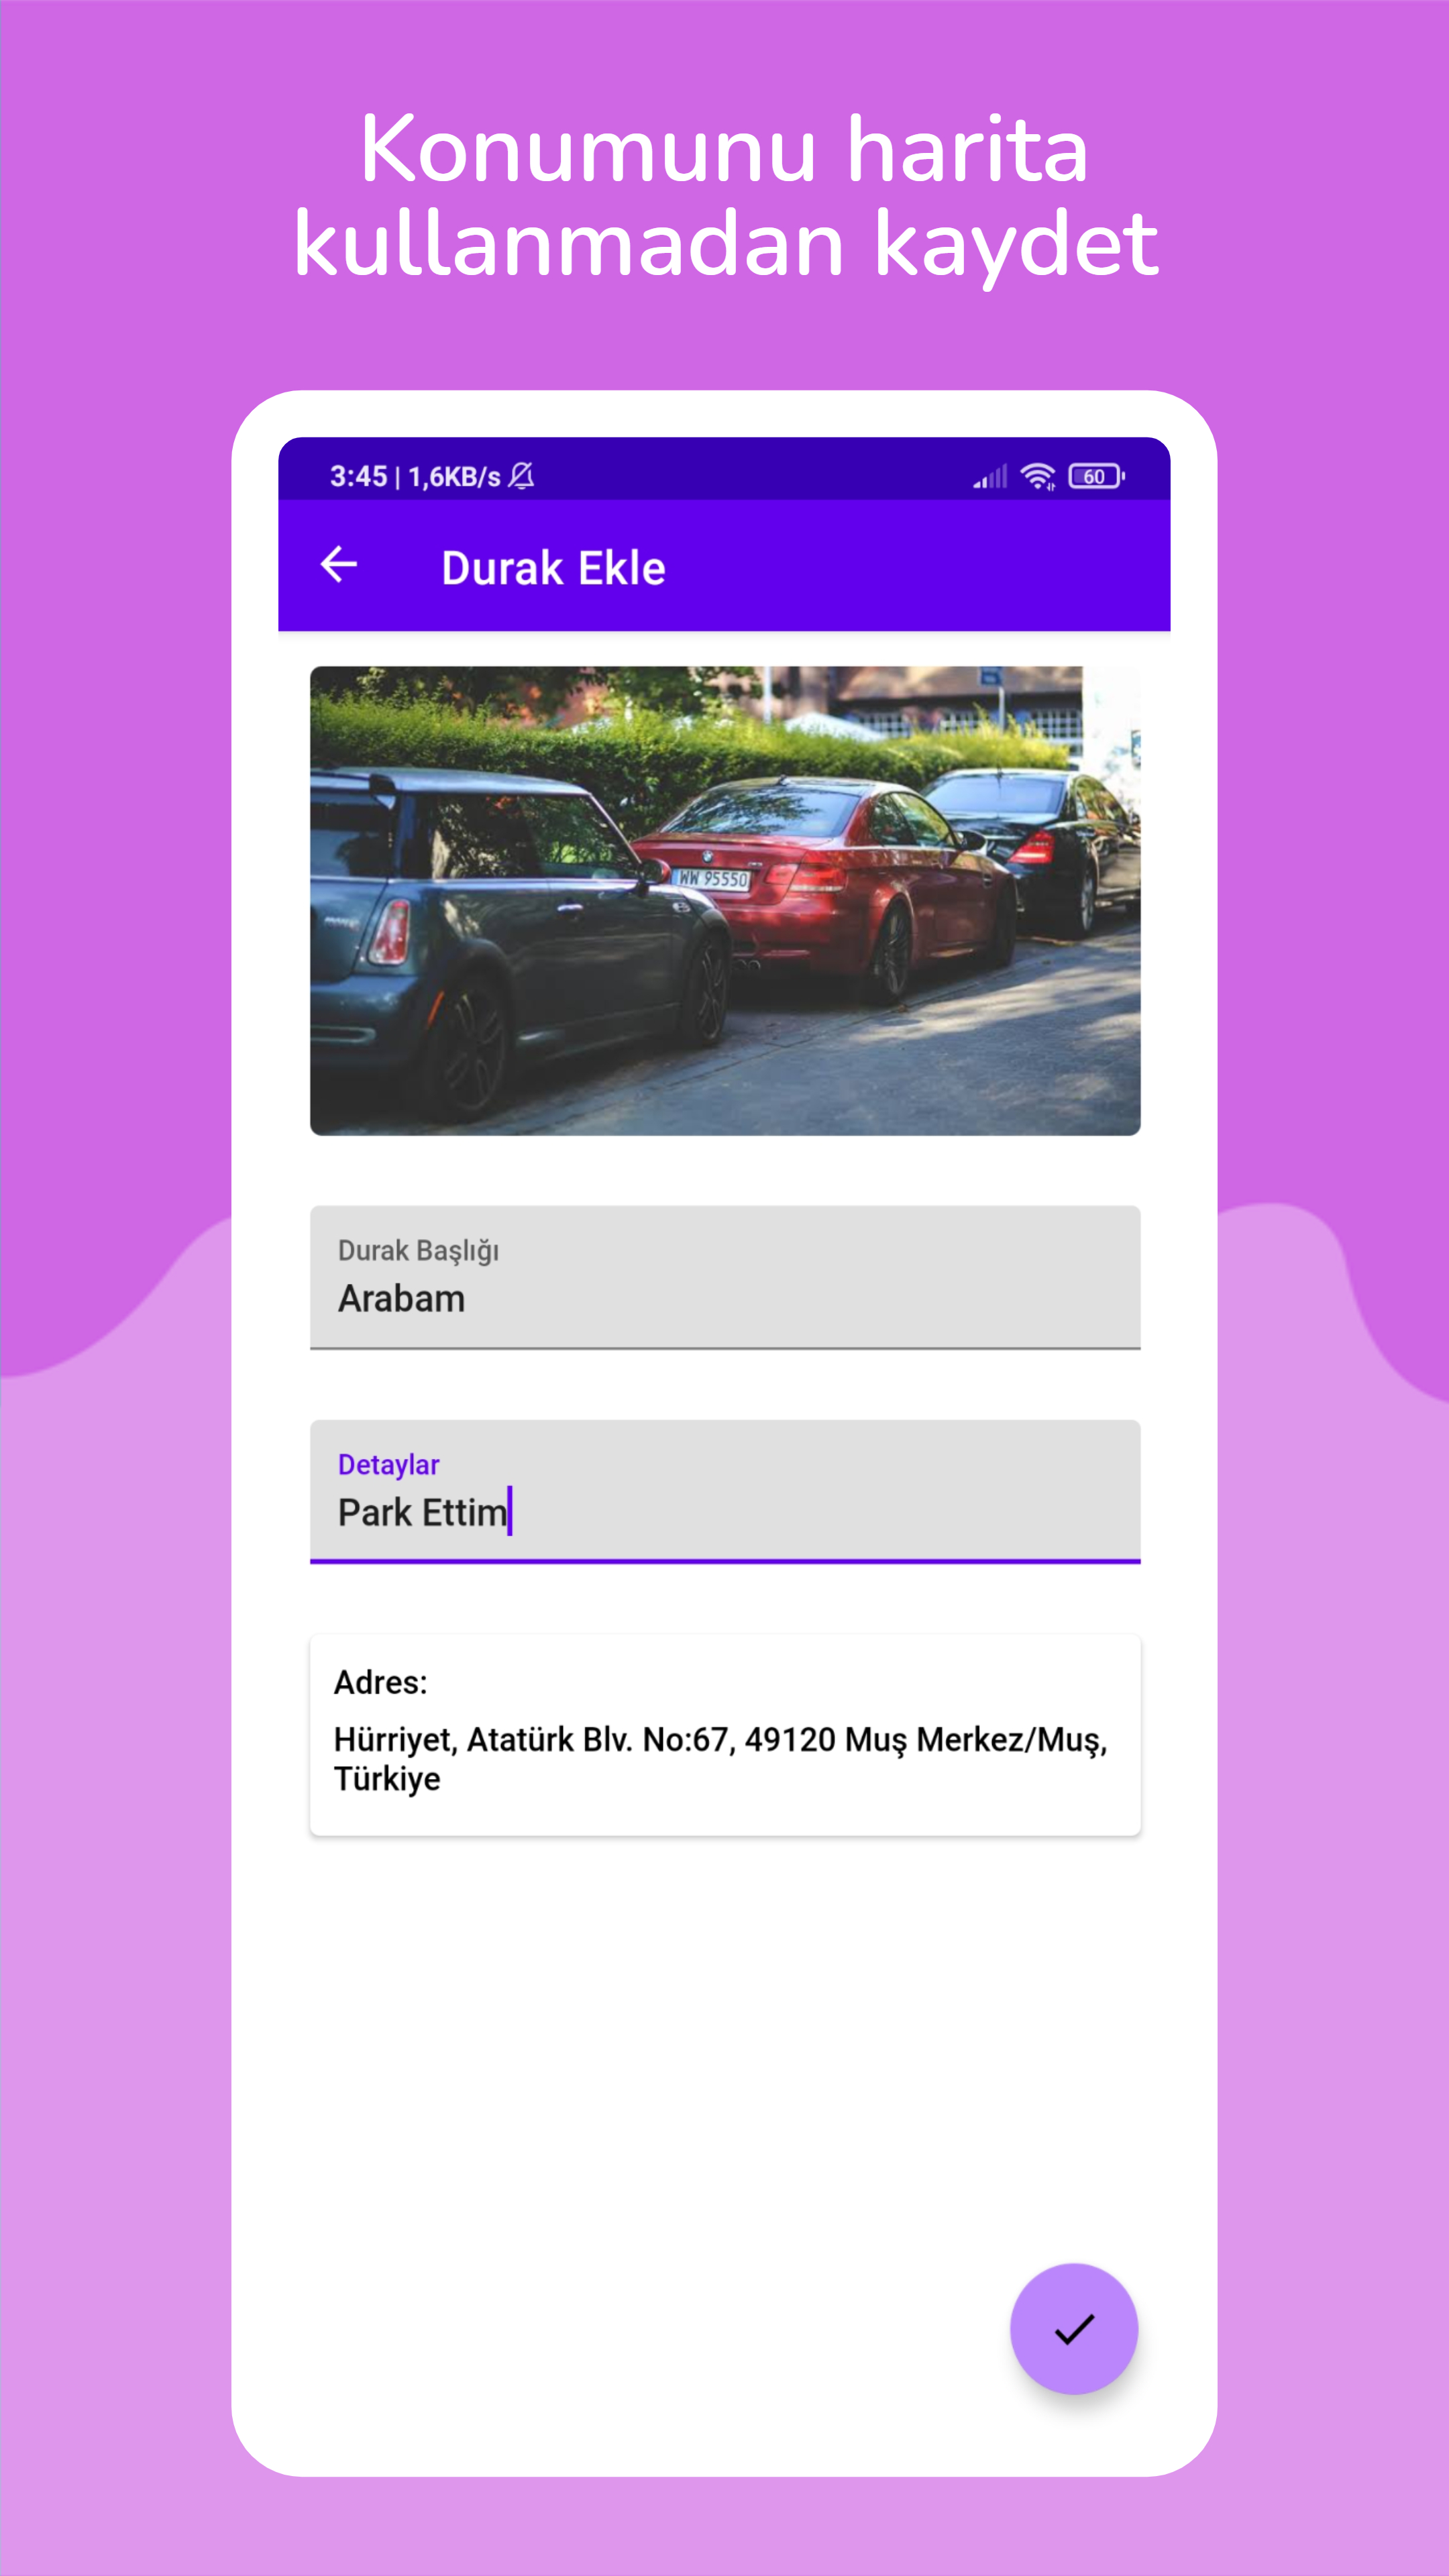 Konumunu harita
kullanmadan kaydet
3:45 | 1,6KB/s
60
Durak Ekle
WW 95550
Durak Başlığı
Arabam
Detaylar
Park Ettim
Adres:
Hürriyet, Atatürk Blv. No:67, 49120 Muş Merkez/Muş,
Türkiye